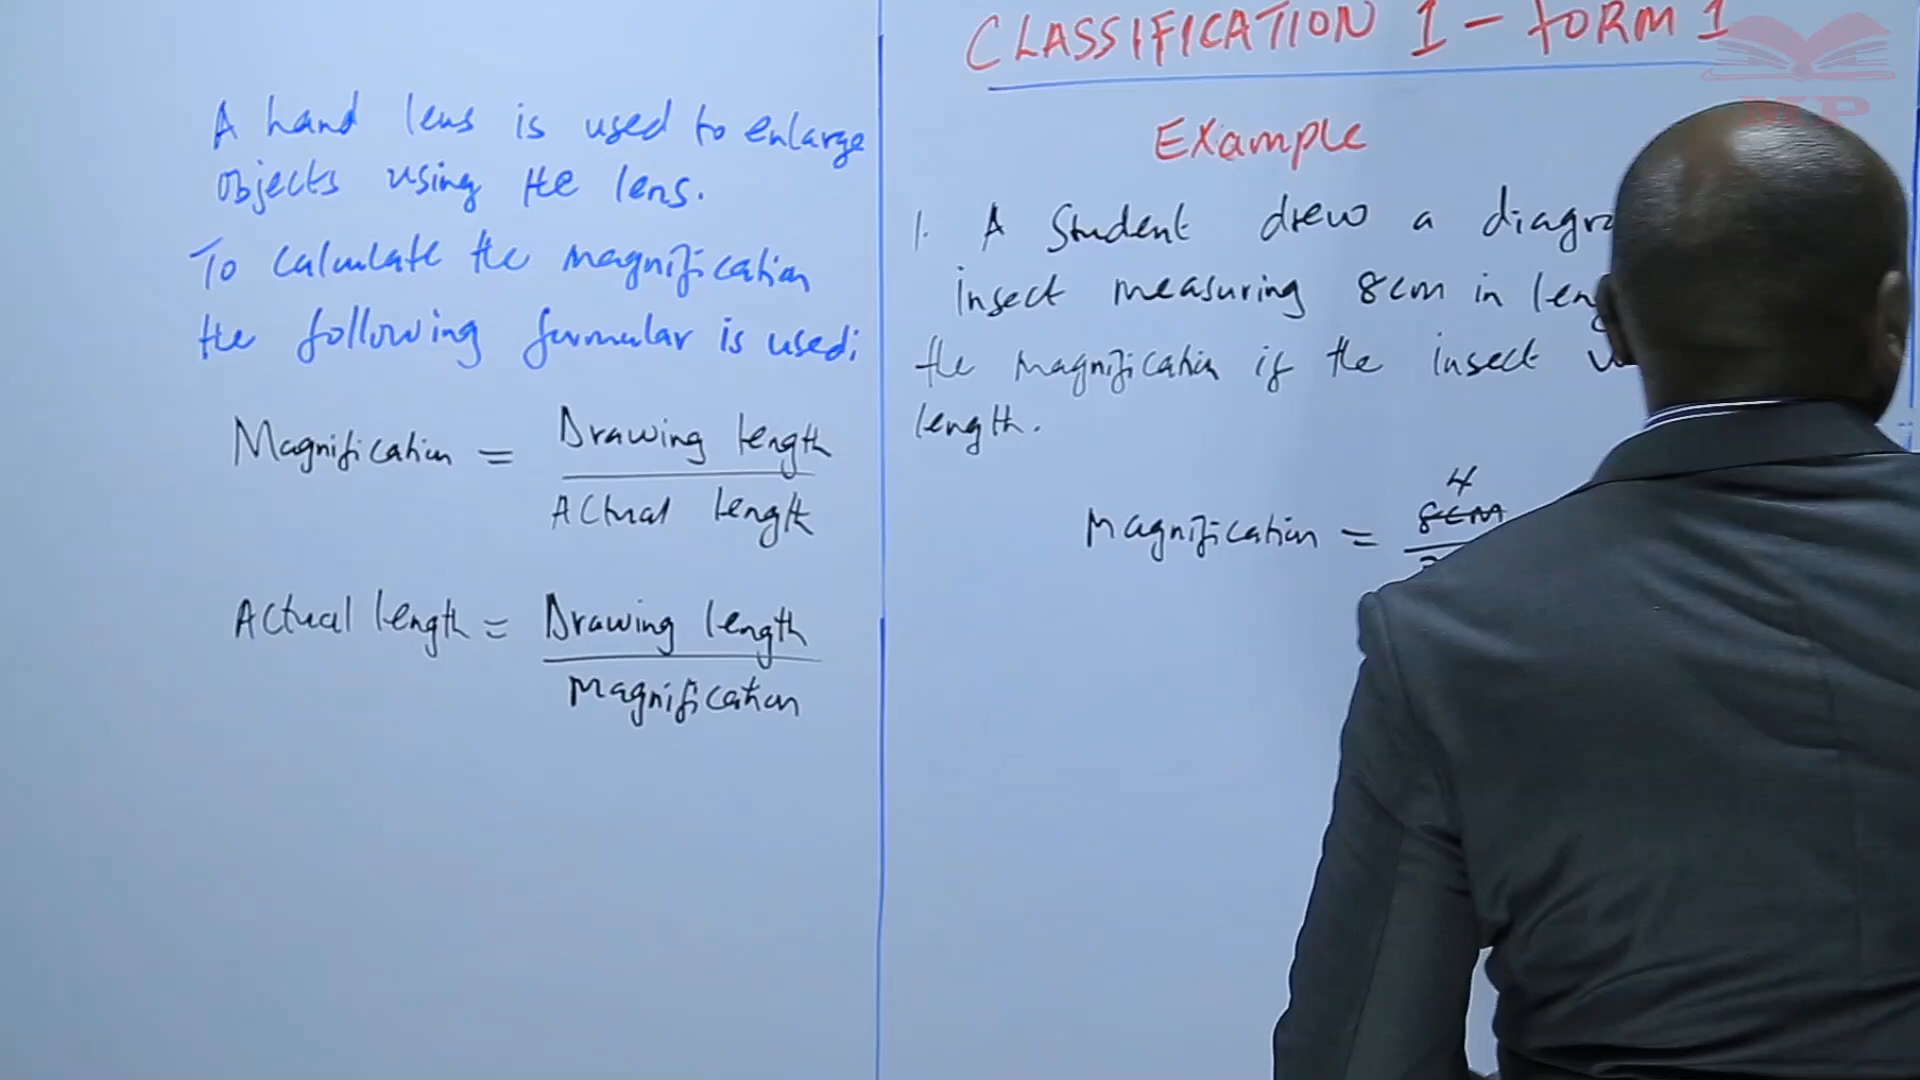 A hand lens is used to enlarge
objects using the lens.
To calculate the magnification
the following formular is used:
Magnification = Drawing length
Actual length
Actual length = Drawing length
Magnification
CLASSIFICATION 1 - FORM 1
Example
1. A student drew a
insect measuring 8cm in
the magnification if the insect
length.
4
Magnification = 8cm
MP